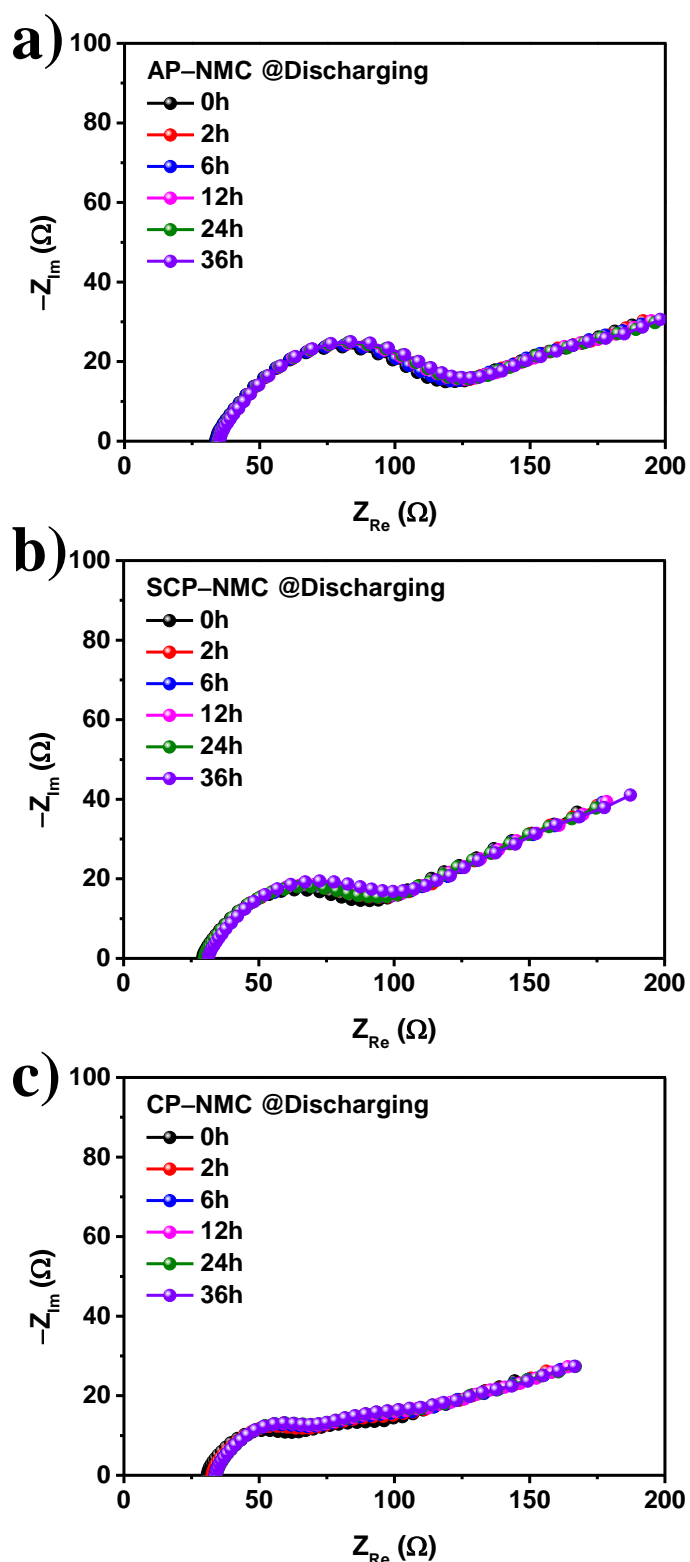 a)
AP–NMC @Discharging
0h
2h
6h
12h
24h
36h
100
80
60
40
20
0
–Z_Im (Ω)
0 50 100 150 200
Z_Re (Ω)
b)
SCP–NMC @Discharging
0h
2h
6h
12h
24h
36h
100
80
60
40
20
0
–Z_Im (Ω)
0 50 100 150 200
Z_Re (Ω)
c)
CP–NMC @Discharging
0h
2h
6h
12h
24h
36h
100
80
60
40
20
0
–Z_Im (Ω)
0 50 100 150 200
Z_Re (Ω)